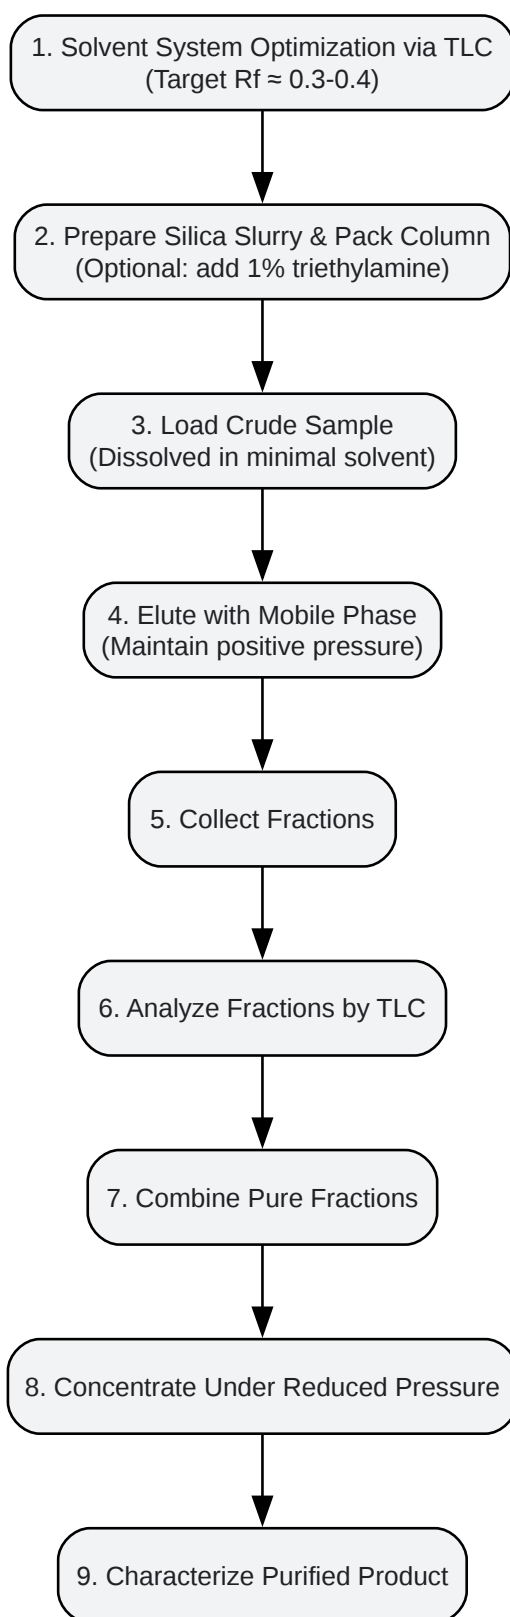 1. Solvent System Optimization via TLC
(Target Rf ≈ 0.3-0.4)
2. Prepare Silica Slurry & Pack Column
(Optional: add 1% triethylamine)
3. Load Crude Sample
(Dissolved in minimal solvent)
4. Elute with Mobile Phase
(Maintain positive pressure)
5. Collect Fractions
6. Analyze Fractions by TLC
7. Combine Pure Fractions
8. Concentrate Under Reduced Pressure
9. Characterize Purified Product